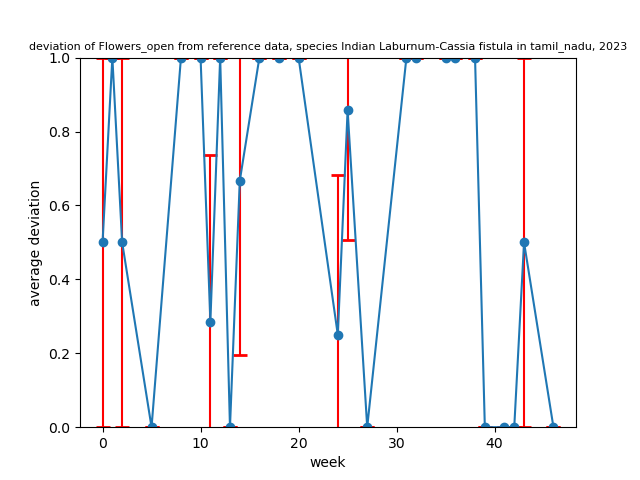 deviation of Flowers_open from reference data, species Indian Laburnum-Cassia fistula in tamil_nadu, 2023
1.0
0.8
0.6
0.4
0.2
0.0
average deviation
0 10 20 30 40
week